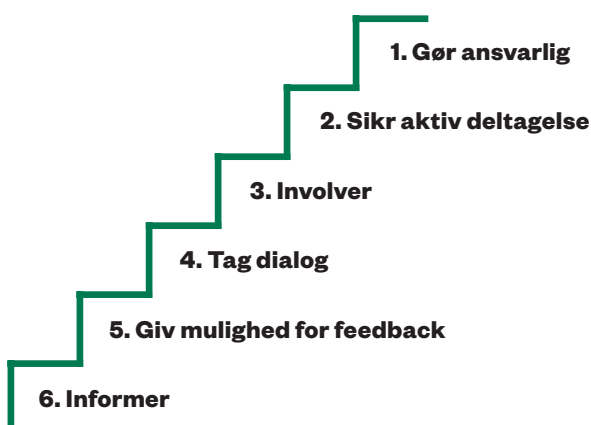 1. Gør ansvarlig
2. Sikr aktiv deltagelse
3. Involver
4. Tag dialog
5. Giv mulighed for feedback
6. Informer